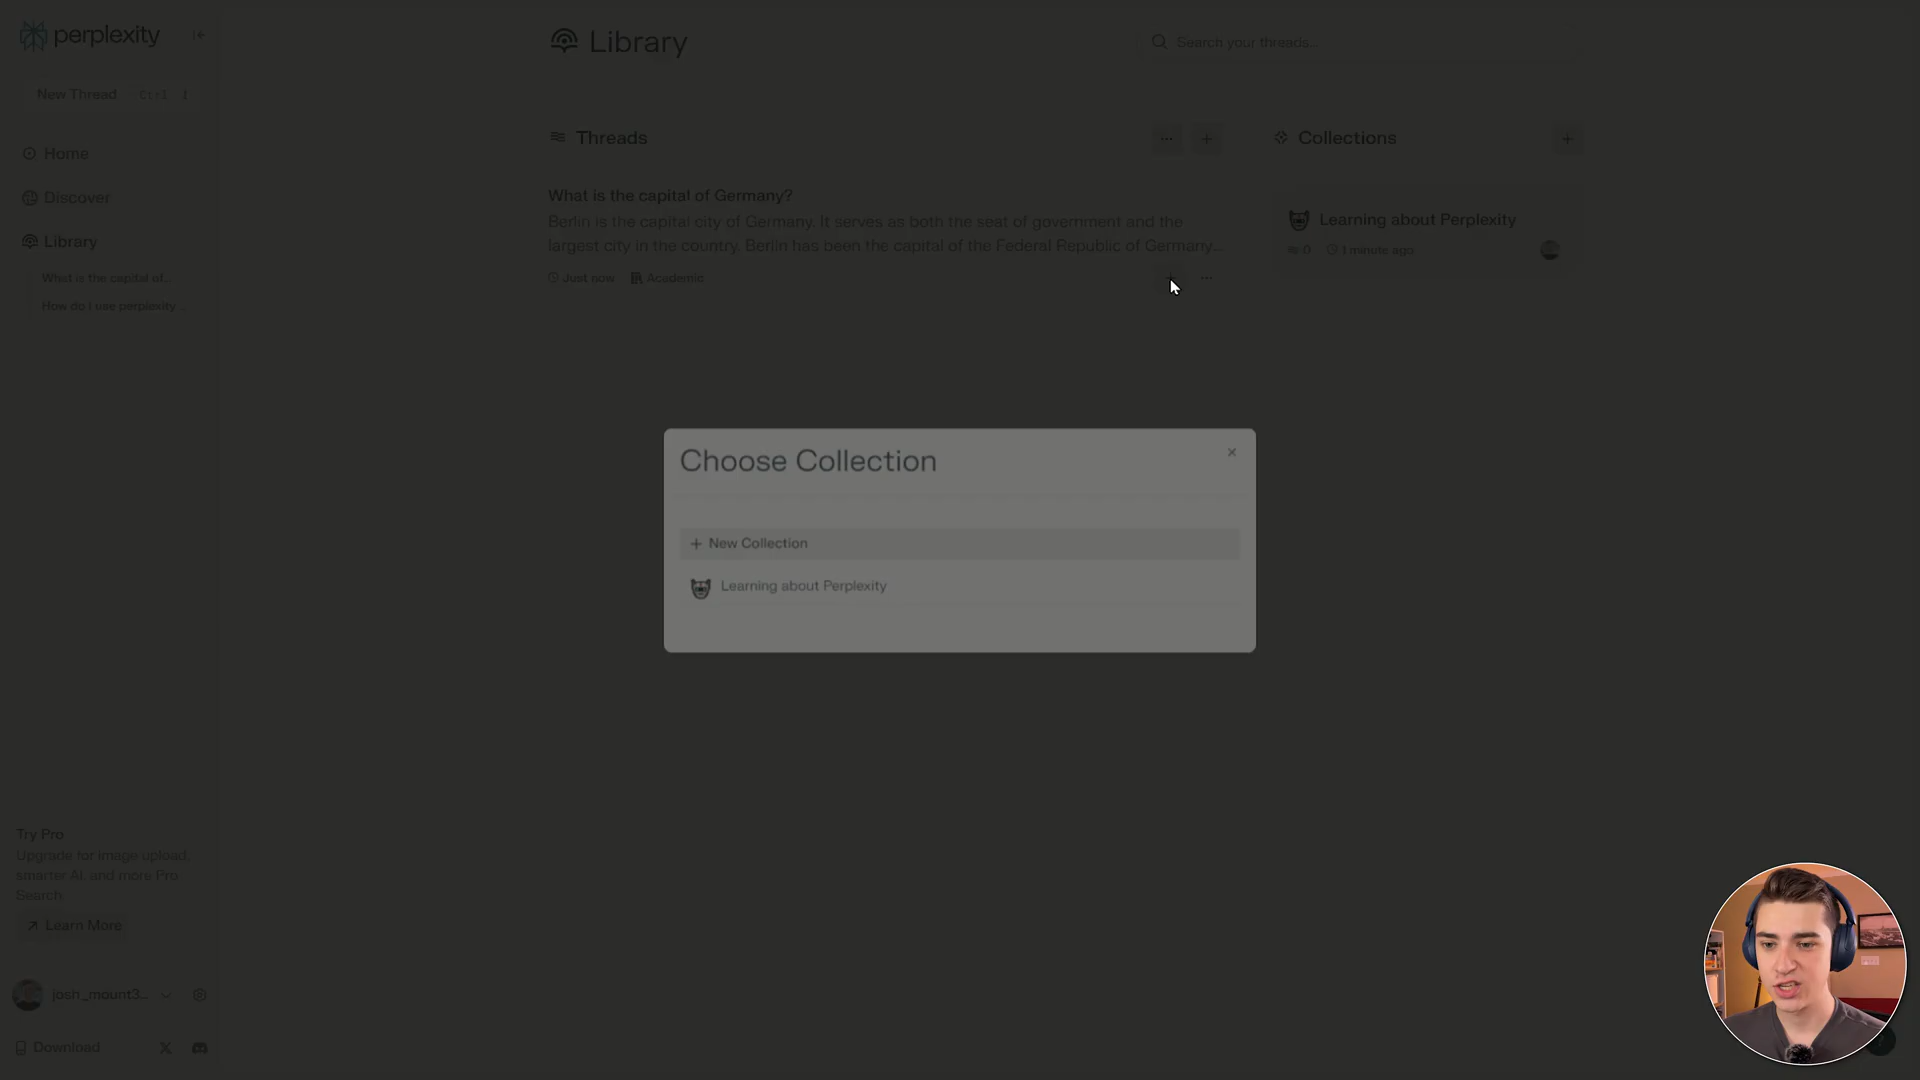 perplexity
New Thread
Ctrl I
Home
Discover
Library
What is the capital of...
How do I use perplexity...
Try Pro
Upgrade for image upload,
smarter AI, and more Pro
Search
Learn More
josh_mount3...
Download
Library
Search your threads...
Threads
What is the capital of Germany?
Berlin is the capital city of Germany. It serves as both the seat of government and the
largest city in the country. Berlin has been the capital of the Federal Republic of Germany...
Just now
Academic
Collections
Learning about Perplexity
0
1 minute ago
Choose Collection
New Collection
Learning about Perplexity